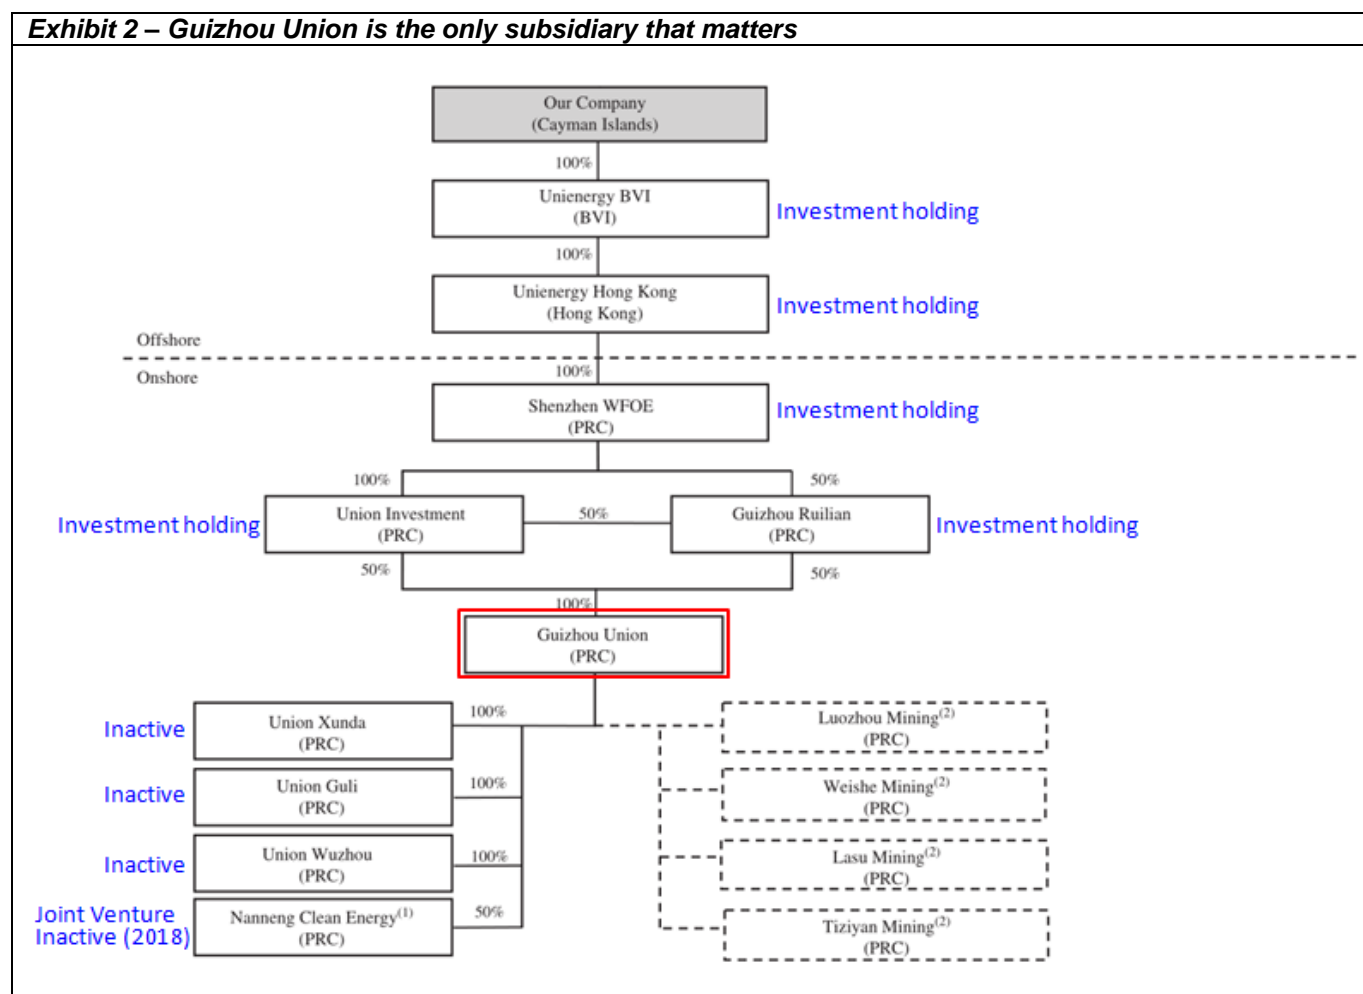 Exhibit 2 – Guizhou Union is the only subsidiary that matters
Our Company
(Cayman Islands)
100%
Unienergy BVI
(BVI)
Investment holding
100%
Unienergy Hong Kong
(Hong Kong)
Investment holding
Offshore
Onshore
100%
Shenzhen WFOE
(PRC)
Investment holding
100%
50%
Investment holding
Union Investment
(PRC)
50%
Guizhou Ruilian
(PRC)
Investment holding
50%
50%
100%
Guizhou Union
(PRC)
Inactive
Union Xunda
(PRC)
100%
Luozhou Mining(2)
(PRC)
Inactive
Union Guli
(PRC)
100%
Weishe Mining(2)
(PRC)
Inactive
Union Wuzhou
(PRC)
100%
Lasu Mining(2)
(PRC)
Joint Venture
Inactive (2018)
Nanneng Clean Energy(1)
(PRC)
50%
Tiziyan Mining(2)
(PRC)